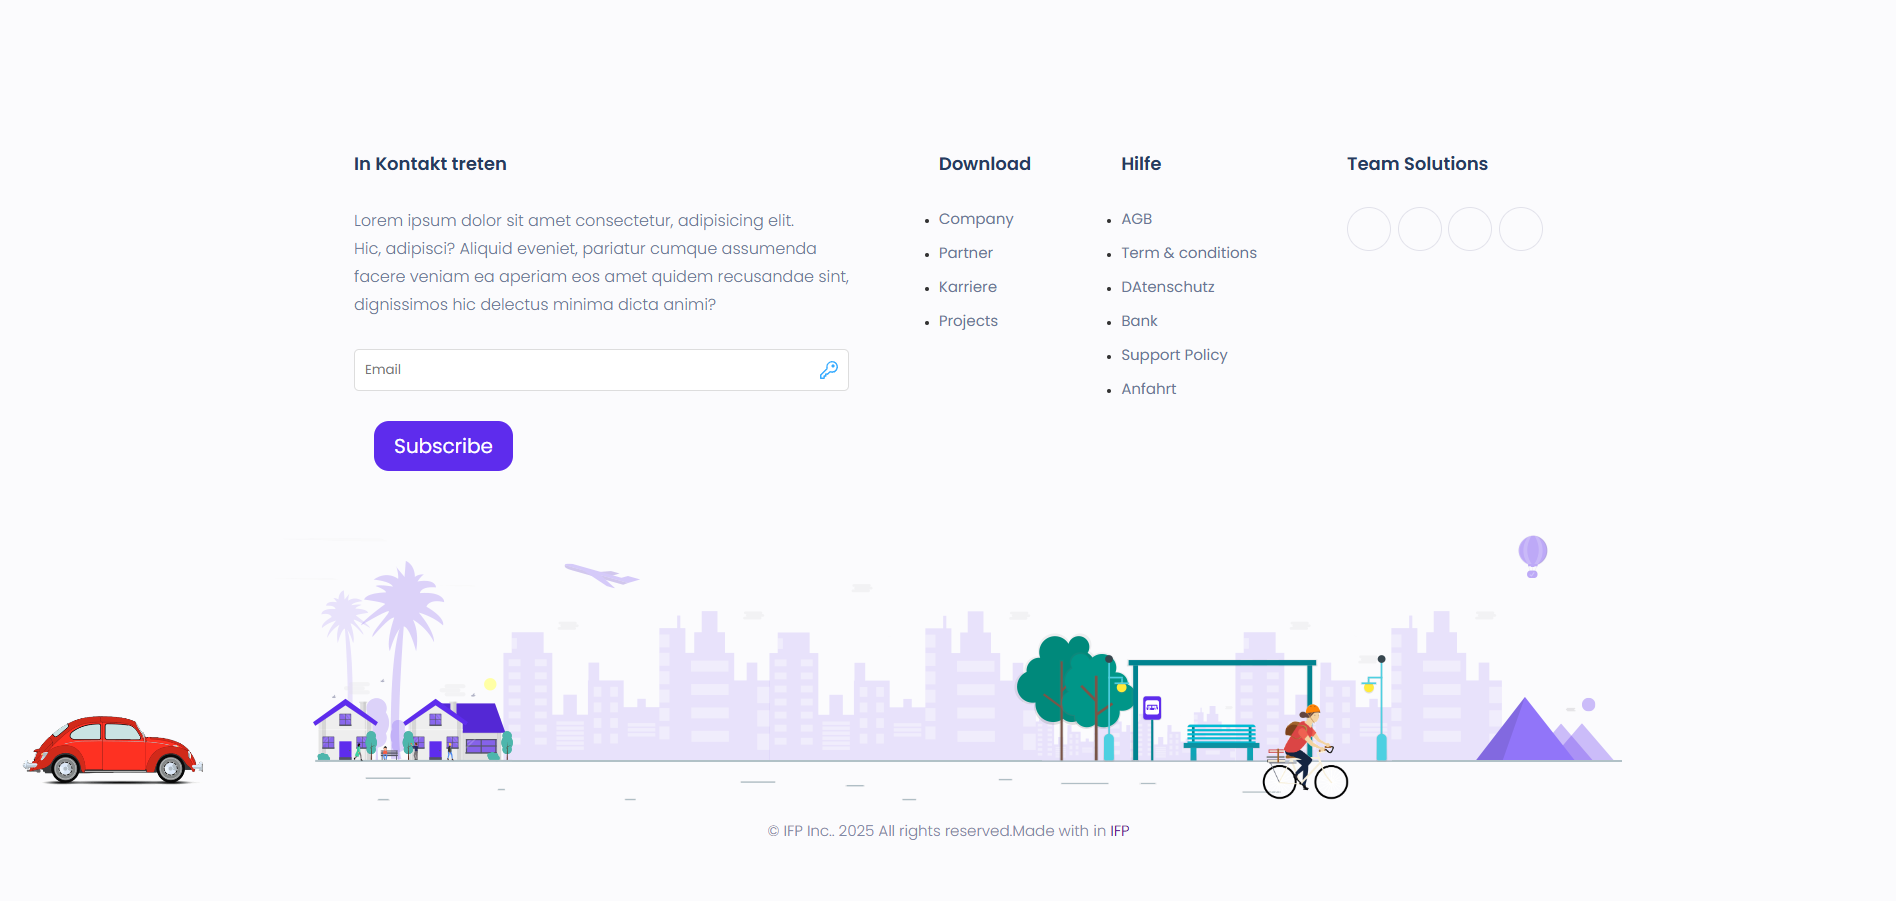 In Kontakt treten
Lorem ipsum dolor sit amet consectetur, adipisicing elit.
Hic, adipisci? Aliquid eveniet, pariatur cumque assumenda
facere veniam ea aperiam eos amet quidem recusandae sint,
dignissimos hic delectus minima dicta animi?
Email
Subscribe
Download
Company
Partner
Karriere
Projects
Hilfe
AGB
Term & conditions
DAtenschutz
Bank
Support Policy
Anfahrt
Team Solutions
© IFP Inc.. 2025 All rights reserved.Made with in IFP